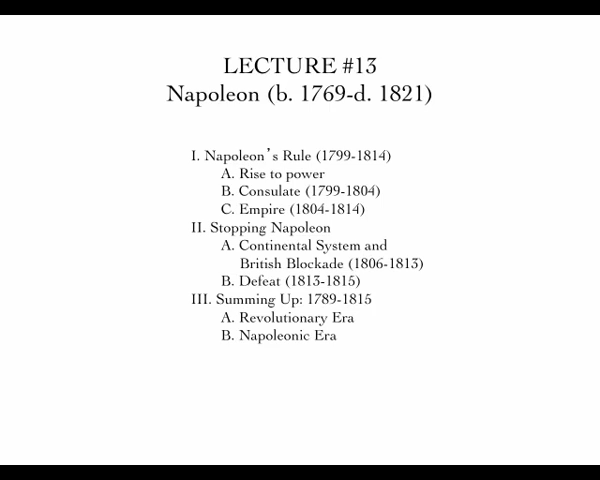 LECTURE #13
Napoleon (b. 1769-d. 1821)
I. Napoleon's Rule (1799-1814)
A. Rise to power
B. Consulate (1799-1804)
C. Empire (1804-1814)
II. Stopping Napoleon
A. Continental System and
British Blockade (1806-1813)
B. Defeat (1813-1815)
III. Summing Up: 1789-1815
A. Revolutionary Era
B. Napoleonic Era